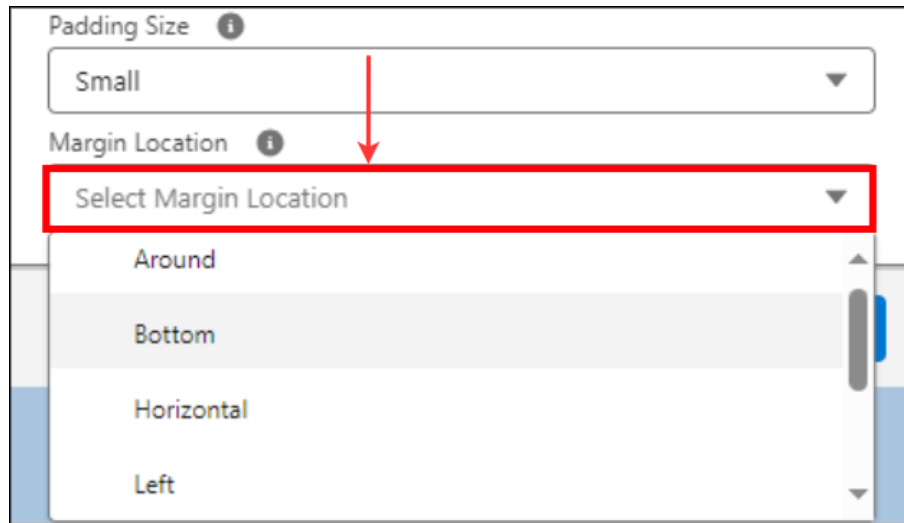 Padding Size
Small
Margin Location
Select Margin Location
Around
Bottom
Horizontal
Left